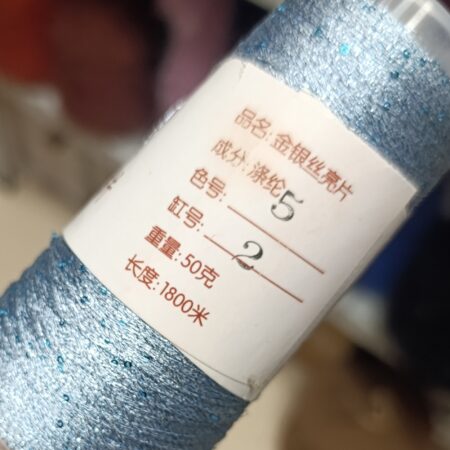 品名:金银丝亮片
成分:涤纶
色号: 5
缸号: 2
重量:50克
长度:1800米